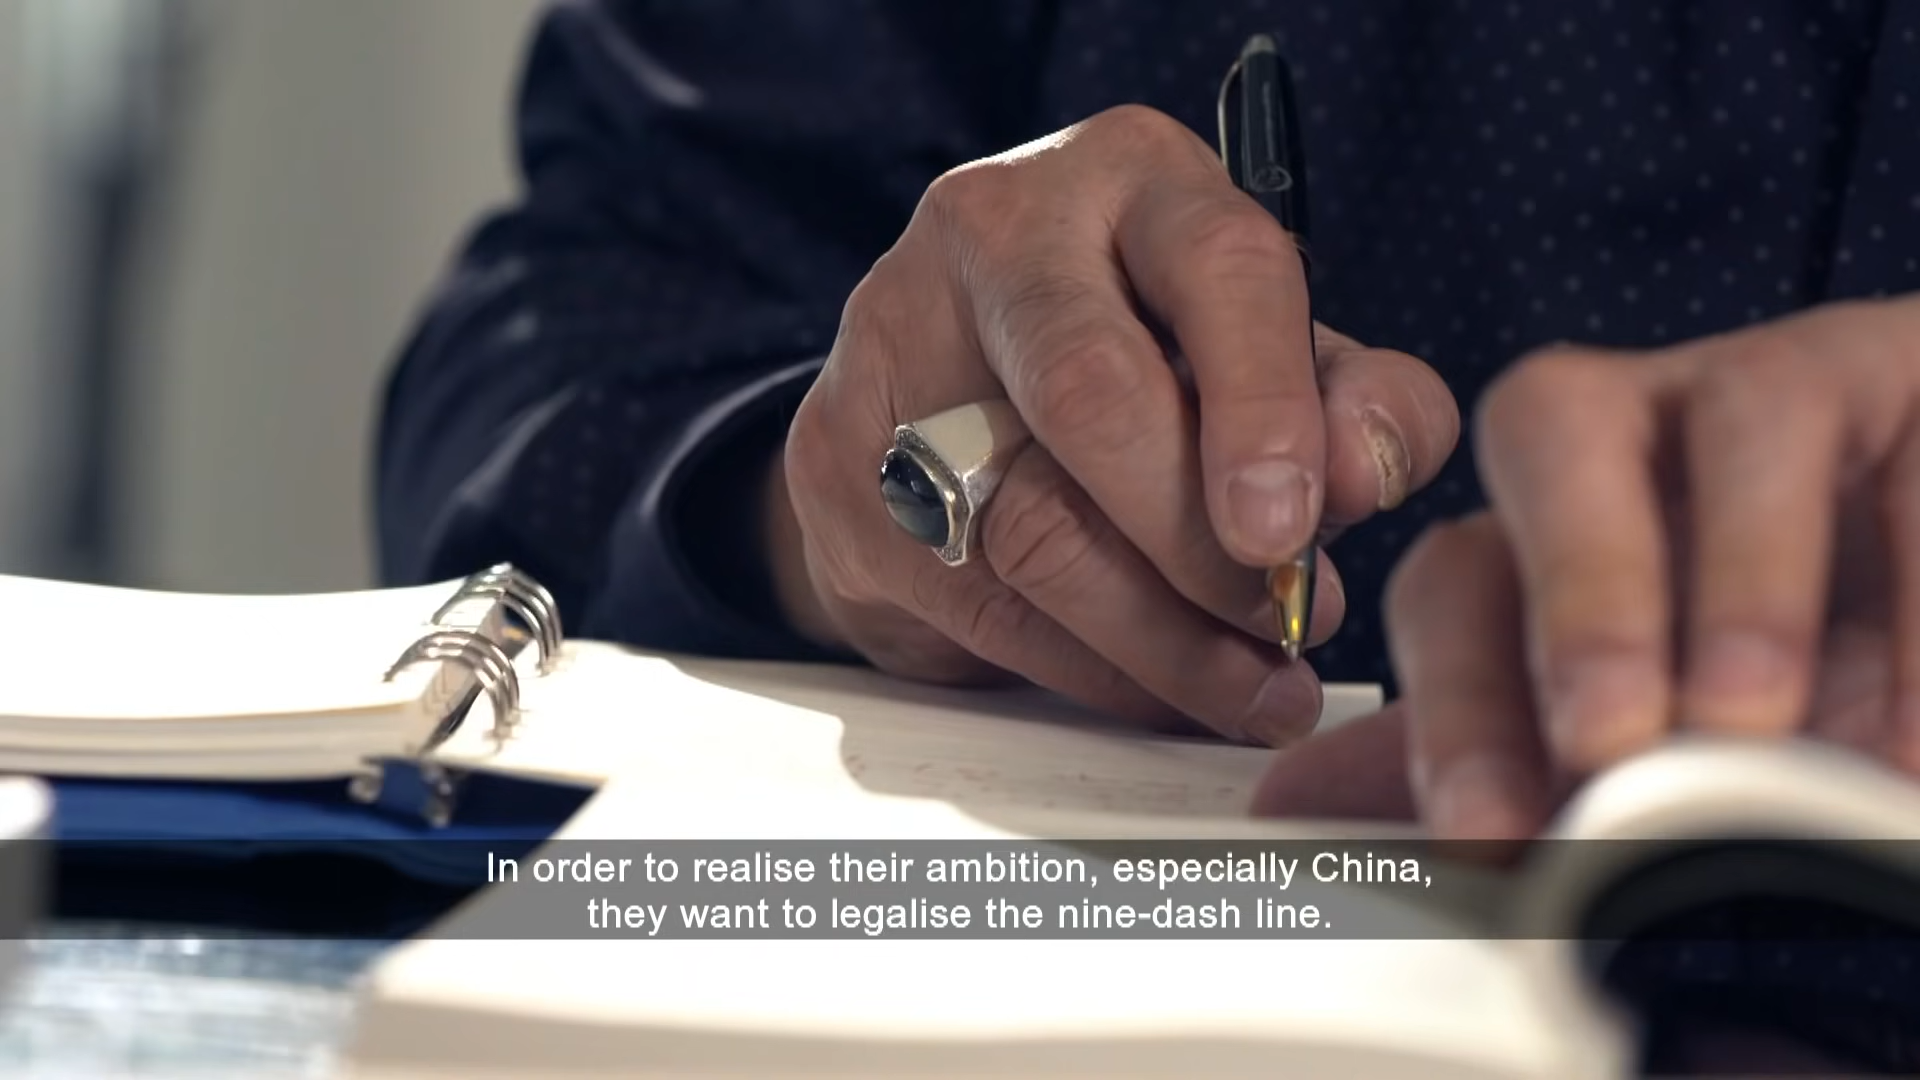 In order to realise their ambition, especially China,
they want to legalise the nine-dash line.